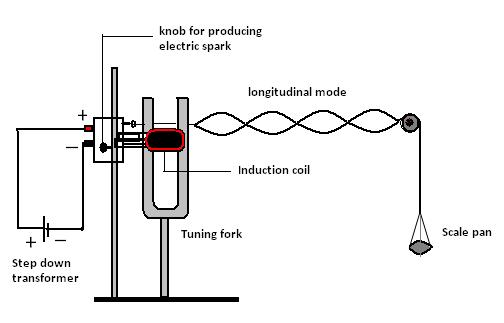 knob for producing
electric spark
longitudinal mode
+
−
Induction coil
Tuning fork
Scale pan
+ −
Step down
transformer